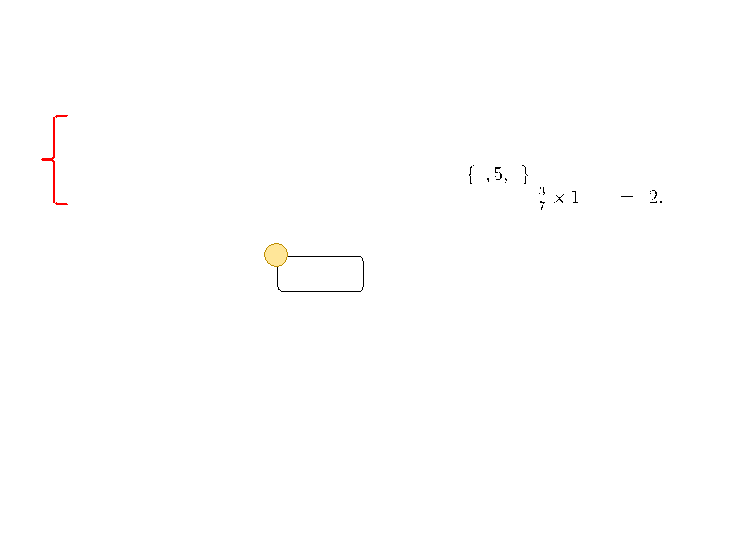 { ,5, }
3/7 × 1 = 2.